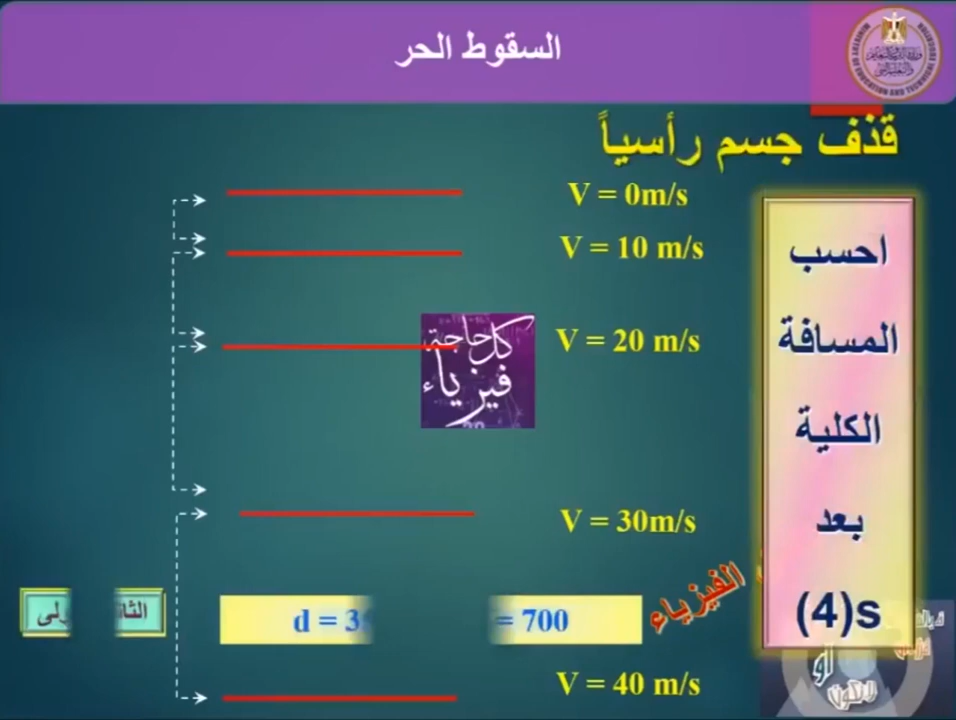 السقوط الحر
قذف جسم رأسياً
V = 0m/s
V = 10 m/s
V = 20 m/s
V = 30m/s
V = 40 m/s
احسب
المسافة
الكلية
بعد
(4)s
كل حاجة
فيزياء
الفيزياء
d = 3
= 700
أو